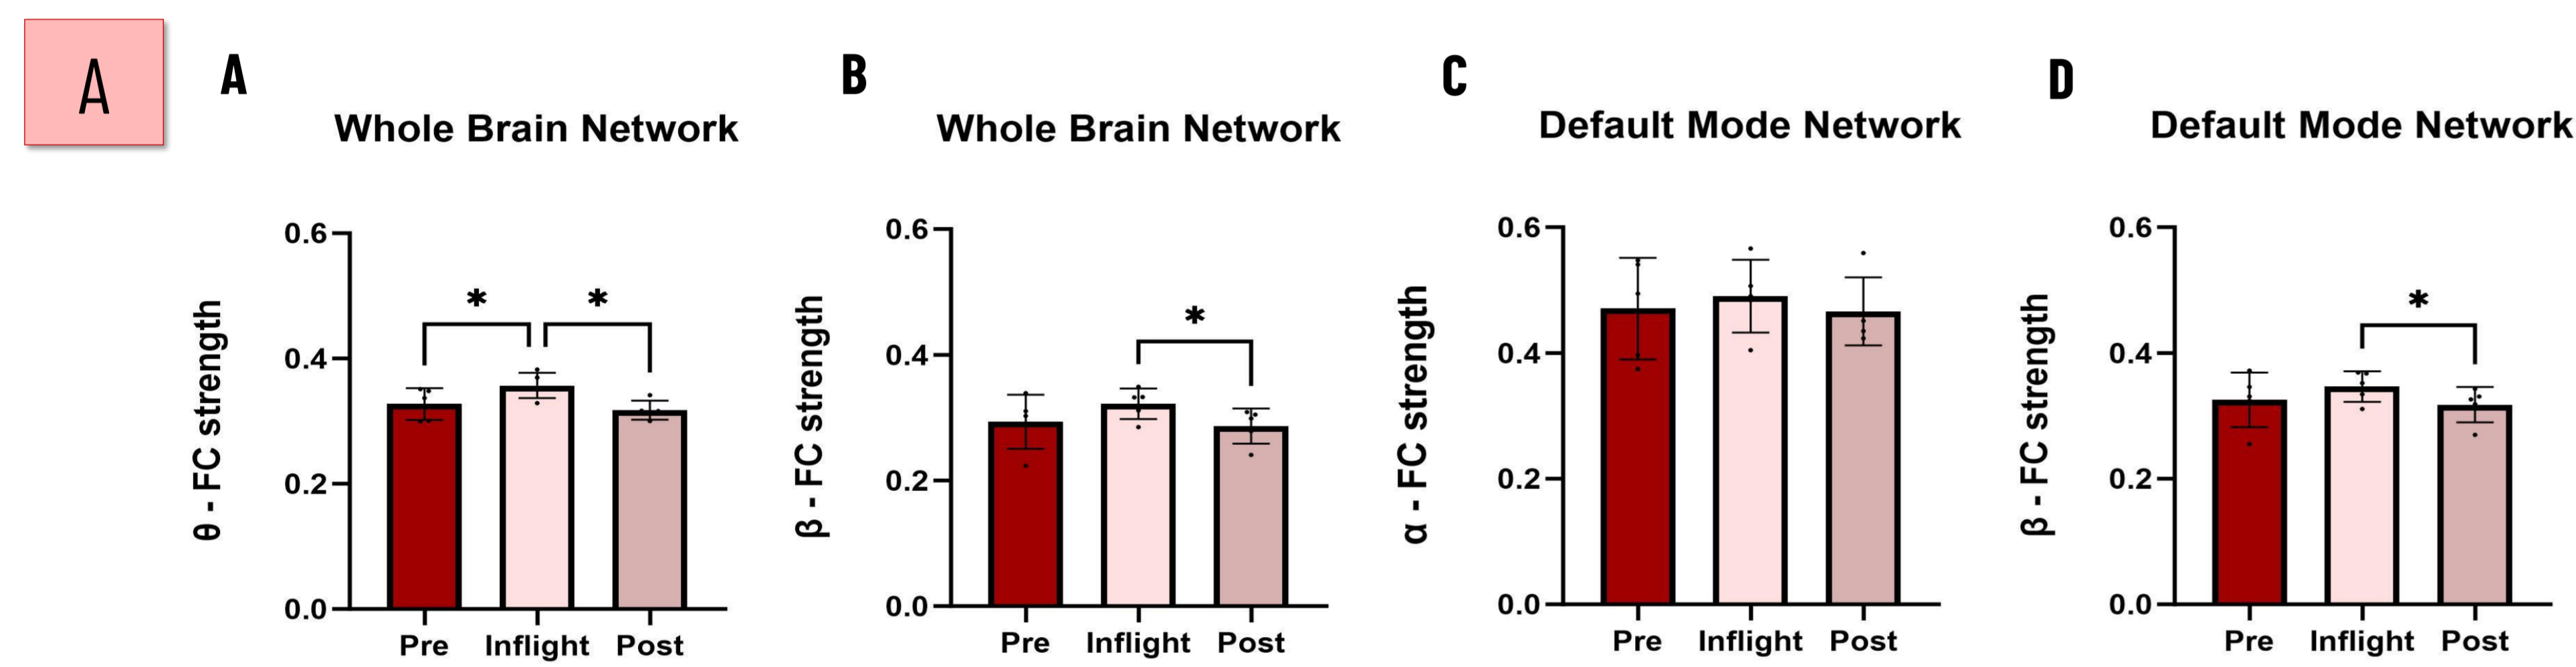 A
A
Whole Brain Network
θ - FC strength
0.6
0.4
0.2
0.0
*
*
Pre Inflight Post
B
Whole Brain Network
β - FC strength
0.6
0.4
0.2
0.0
*
Pre Inflight Post
C
Default Mode Network
α - FC strength
0.6
0.4
0.2
0.0
Pre Inflight Post
D
Default Mode Network
β - FC strength
0.6
0.4
0.2
0.0
*
Pre Inflight Post